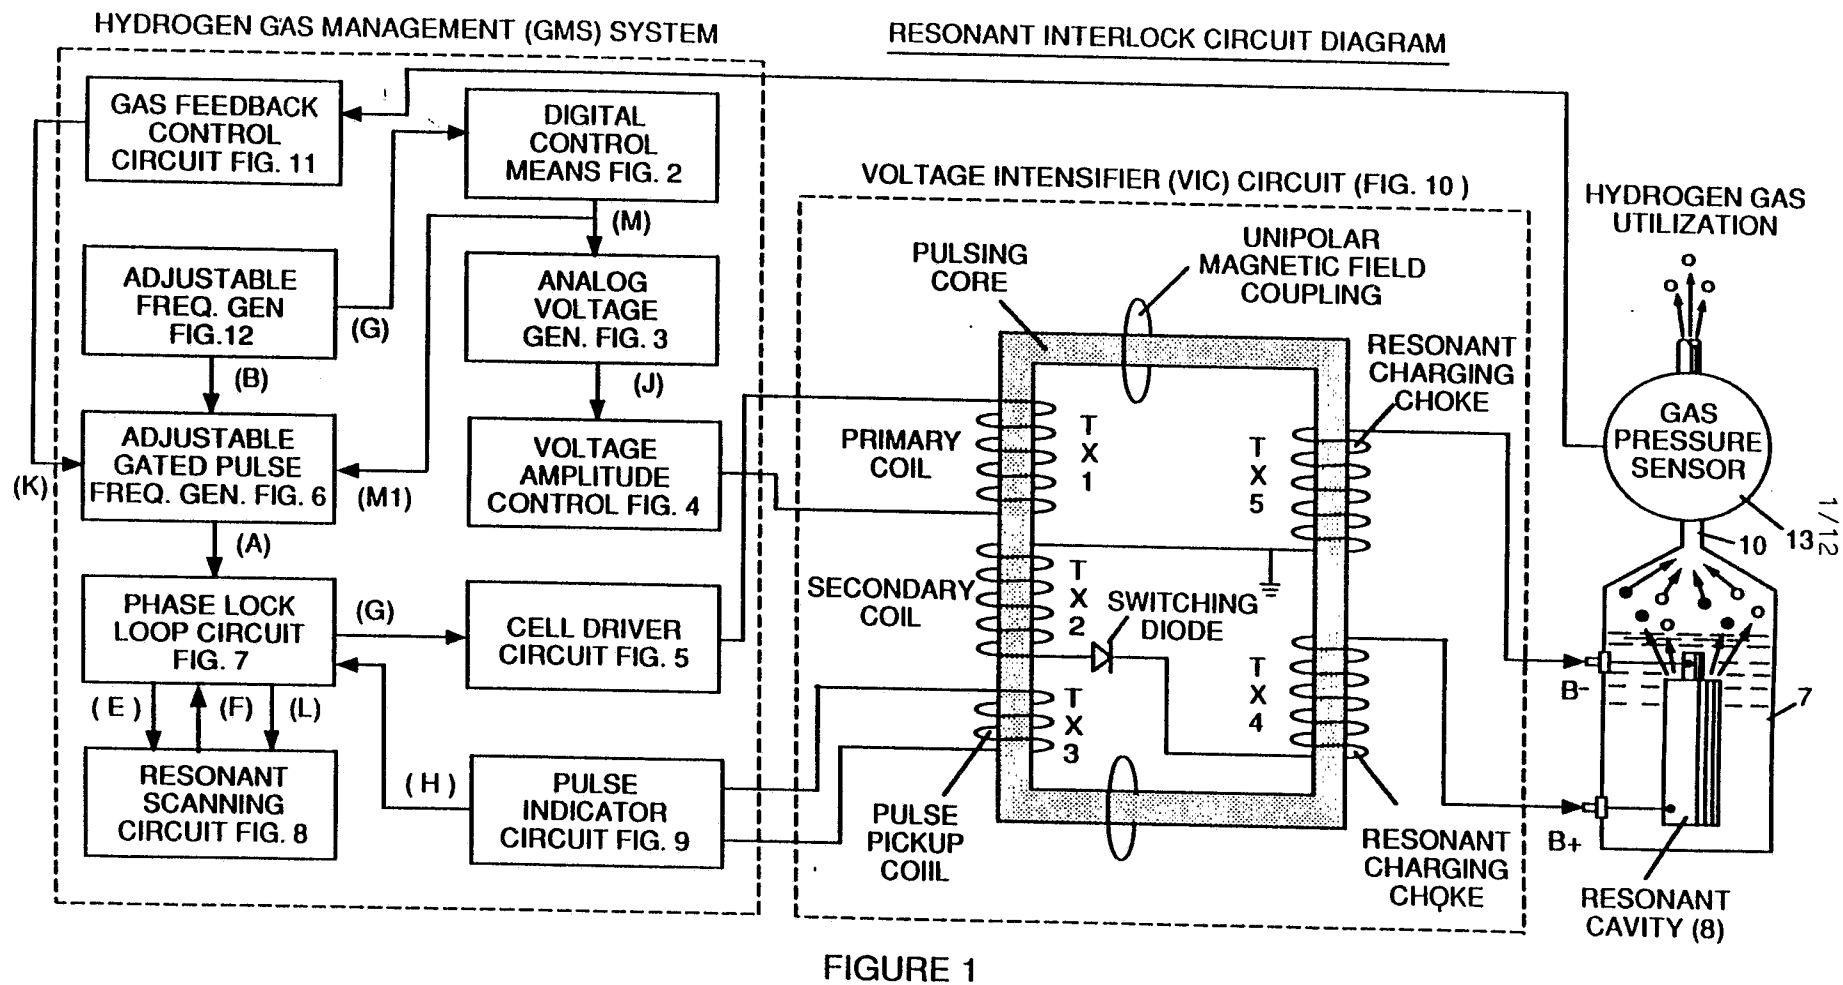 HYDROGEN GAS MANAGEMENT (GMS) SYSTEM
RESONANT INTERLOCK CIRCUIT DIAGRAM
GAS FEEDBACK
CONTROL
CIRCUIT FIG. 11
DIGITAL
CONTROL
MEANS FIG. 2
(M)
ADJUSTABLE
FREQ. GEN
FIG.12
(G)
(B)
ANALOG
VOLTAGE
GEN. FIG. 3
(J)
ADJUSTABLE
GATED PULSE
FREQ. GEN. FIG. 6
(K)
(M1)
(A)
VOLTAGE
AMPLITUDE
CONTROL FIG. 4
PHASE LOCK
LOOP CIRCUIT
FIG. 7
(G)
CELL DRIVER
CIRCUIT FIG. 5
(E)
(F)
(L)
RESONANT
SCANNING
CIRCUIT FIG. 8
(H)
PULSE
INDICATOR
CIRCUIT FIG. 9
VOLTAGE INTENSIFIER (VIC) CIRCUIT (FIG. 10)
PULSING
CORE
UNIPOLAR
MAGNETIC FIELD
COUPLING
RESONANT
CHARGING
CHOKE
PRIMARY
COIL
T
X
1
T
X
5
SECONDARY
COIL
T
X
2
SWITCHING
DIODE
T
X
3
T
X
4
PULSE
PICKUP
COIIL
RESONANT
CHARGING
CHOKE
HYDROGEN GAS
UTILIZATION
GAS
PRESSURE
SENSOR
10
13
1/12
B-
7
B+
RESONANT
CAVITY (8)
FIGURE 1